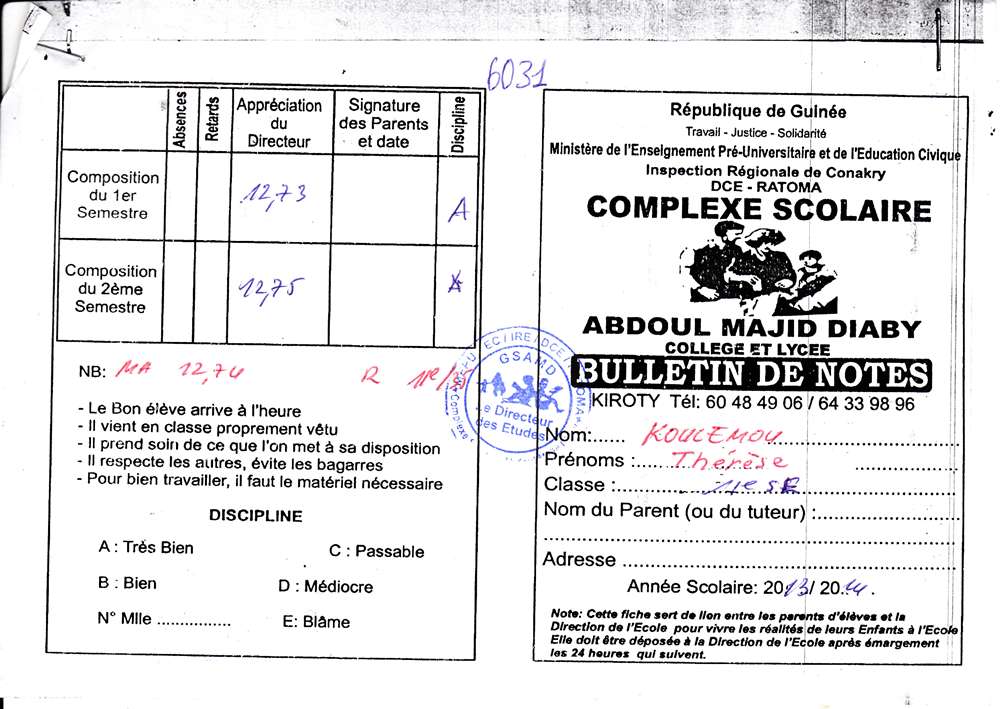 6031
Absences
Retards
Appréciation du Directeur
Signature des Parents et date
Discipline
Composition du 1er Semestre
12,73
A
Composition du 2ème Semestre
12,75
A
NB: MA 12,74 R 11e/
- Le Bon élève arrive à l'heure
- Il vient en classe proprement vêtu
- Il prend soin de ce que l'on met à sa disposition
- Il respecte les autres, évite les bagarres
- Pour bien travailler, il faut le matériel nécessaire
DISCIPLINE
A : Trés Bien
C : Passable
B : Bien
D : Médiocre
N° Mlle .................
E: Blâme
GSAMD
Le Directeur
des Etudes
République de Guinée
Travail - Justice - Solidarité
Ministère de l'Enseignement Pré-Universitaire et de l'Education Civique
Inspection Régionale de Conakry
DCE - RATOMA
COMPLEXE SCOLAIRE
ABDOUL MAJID DIABY
COLLEGE ET LYCEE
BULLETIN DE NOTES
KIROTY Tél: 60 48 49 06 / 64 33 98 96
Nom:...... KOULEMOU
Prénoms :..... Thérèse
Classe :......
Nom du Parent (ou du tuteur) :
Adresse
Année Scolaire: 2013/ 2014.
Note: Cette fiche sert de lion entre les parents d'élèves et la
Direction de l'Ecole pour vivre les réalités de leurs Enfants à l'Ecole
Elle doit être déposée à la Direction de l'Ecole après émargement
les 24 heures qui suivent.